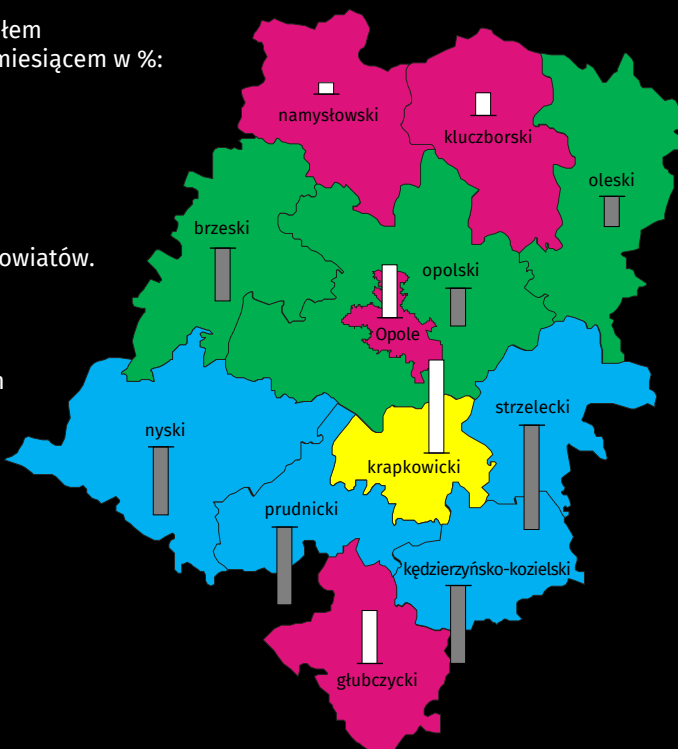 łem
miesiącem w %:
namysłowski
kluczborski
oleski
brzeski
owiatów.
opolski
Opole
strzelecki
nyski
krapkowicki
prudnicki
kędzierzyńsko-kozielski
głubczycki